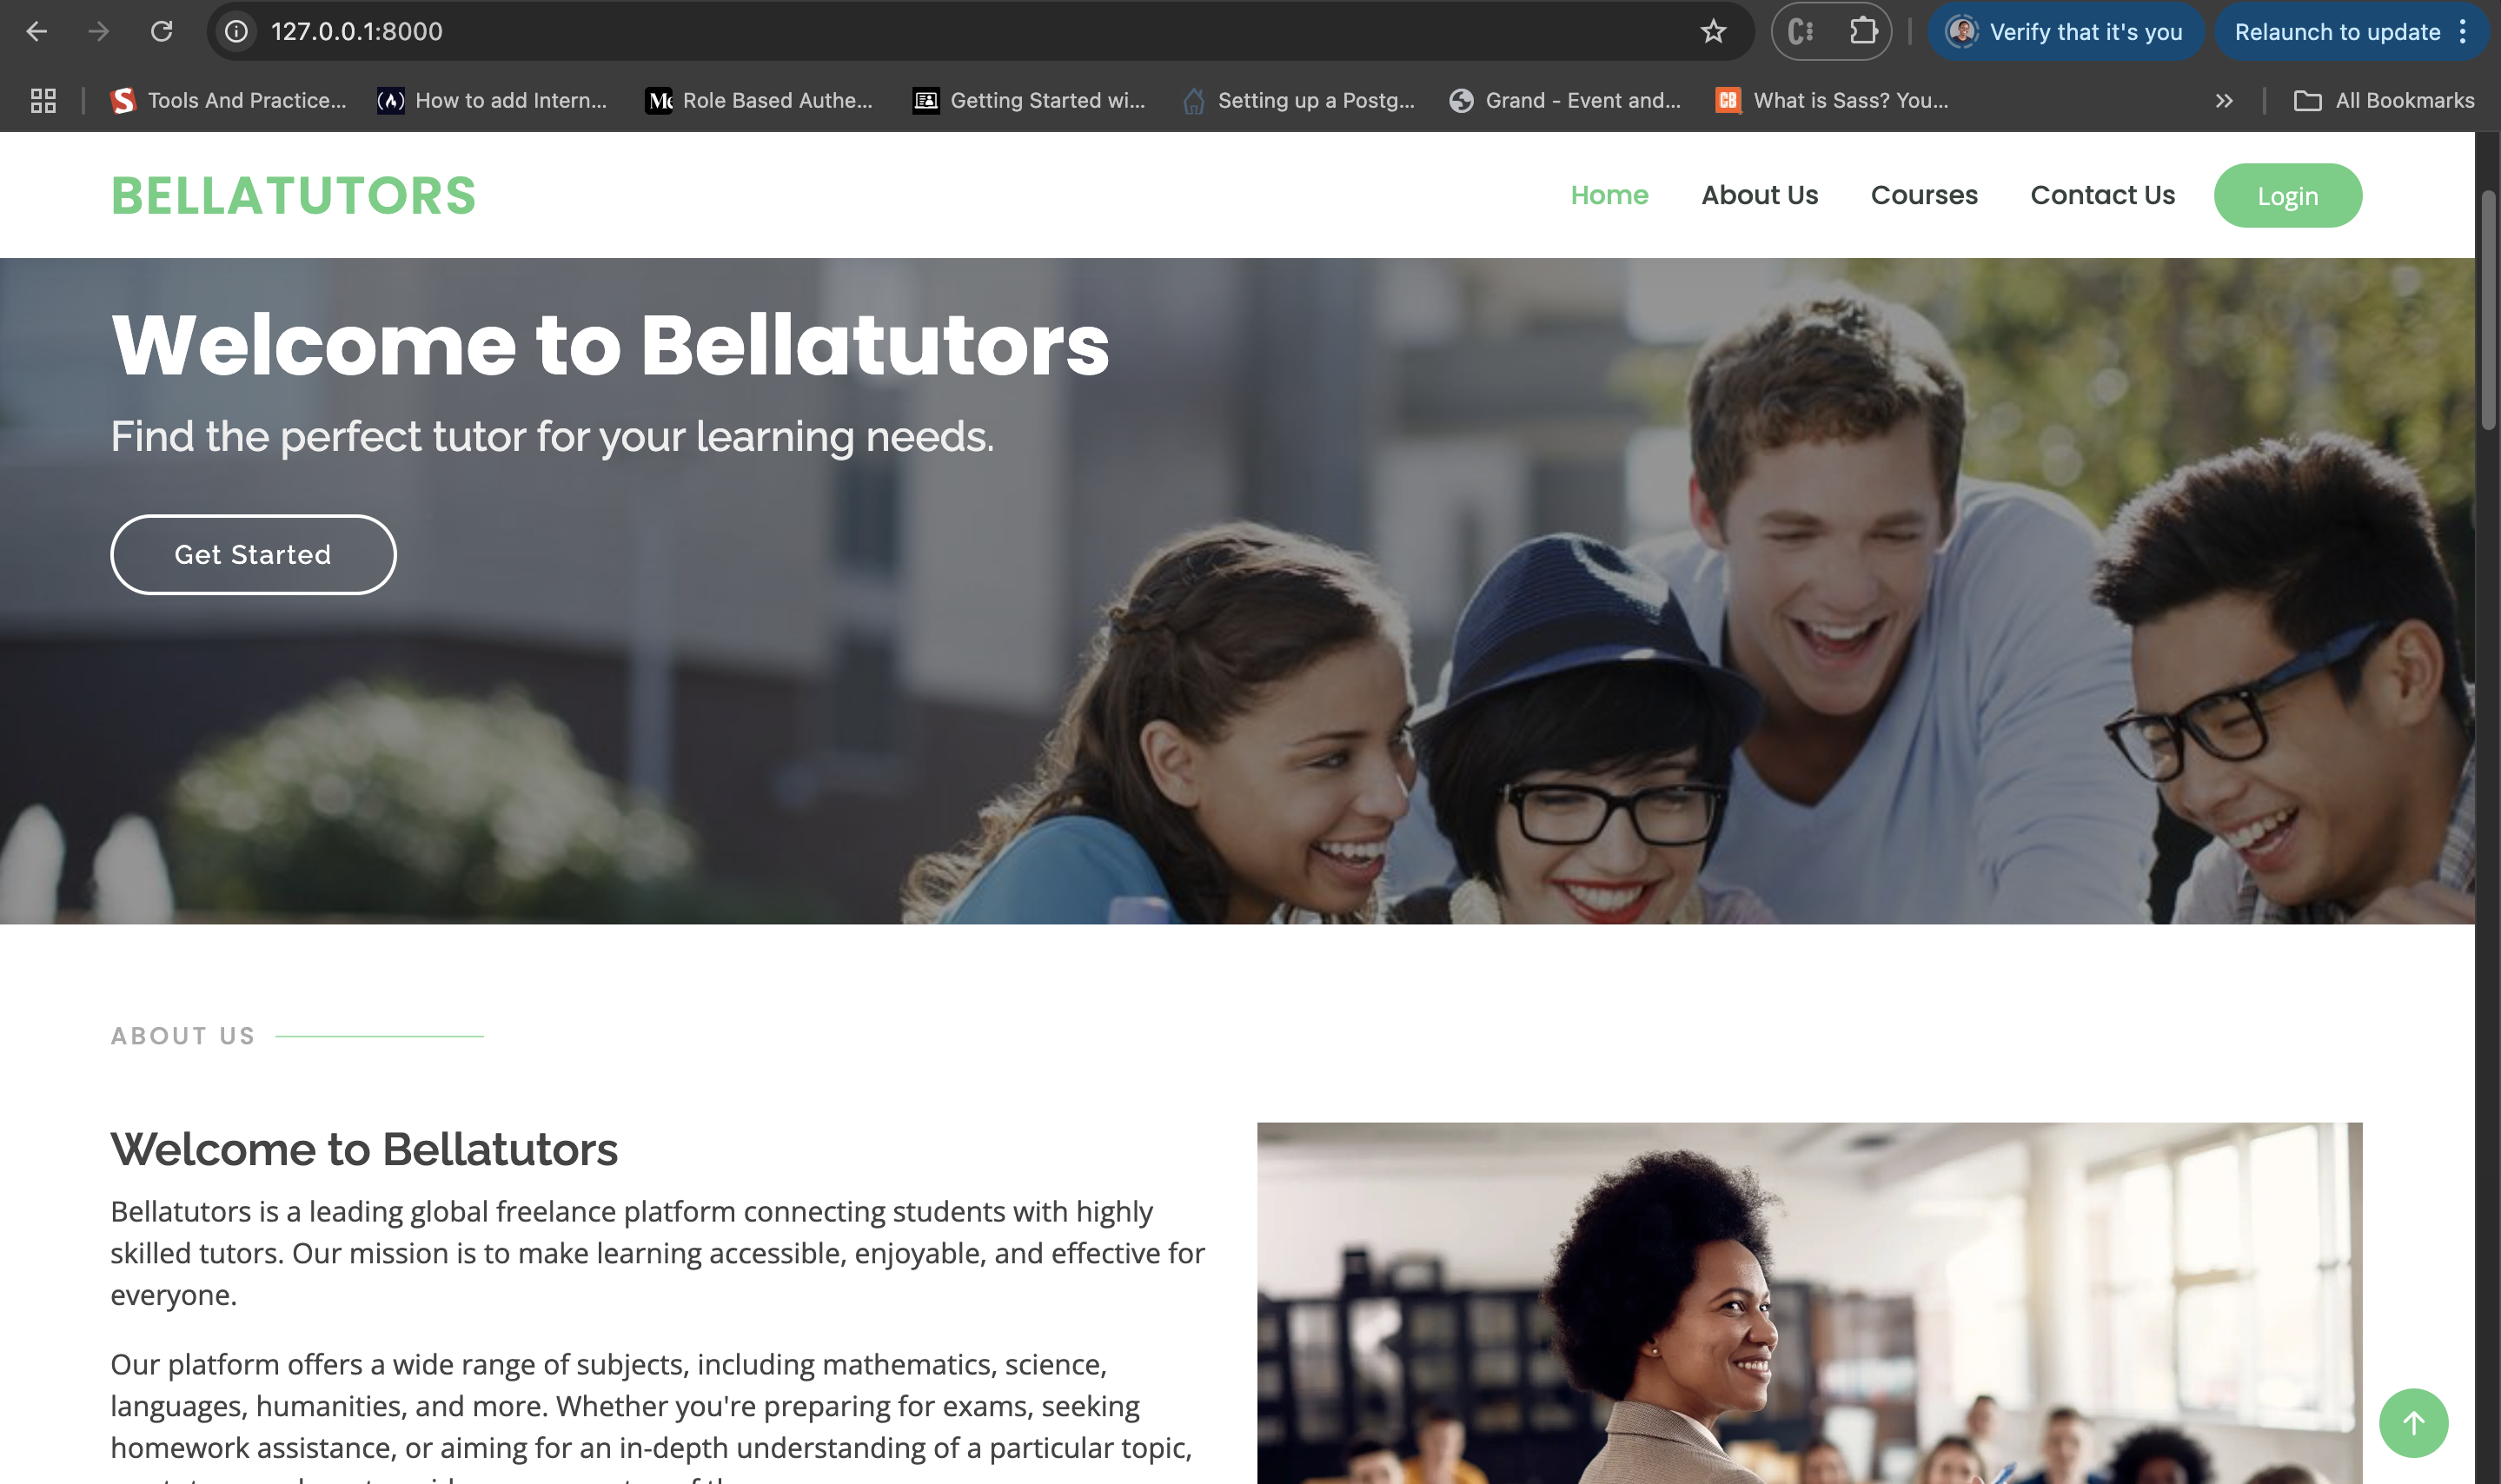 127.0.0.1:8000
Verify that it's you
Relaunch to update
Tools And Practice...
How to add Intern...
Role Based Authe...
Getting Started wi...
Setting up a Postg...
Grand - Event and...
What is Sass? You...
All Bookmarks
BELLATUTORS
Home
About Us
Courses
Contact Us
Login
Welcome to Bellatutors
Find the perfect tutor for your learning needs.
Get Started
ABOUT US
Welcome to Bellatutors
Bellatutors is a leading global freelance platform connecting students with highly
skilled tutors. Our mission is to make learning accessible, enjoyable, and effective for
everyone.
Our platform offers a wide range of subjects, including mathematics, science,
languages, humanities, and more. Whether you're preparing for exams, seeking
homework assistance, or aiming for an in-depth understanding of a particular topic,